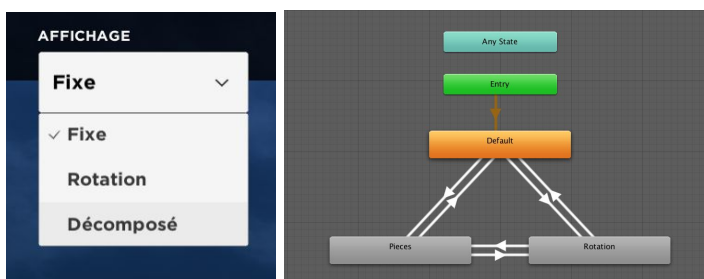 AFFICHAGE
Fixe
Fixe
Rotation
Décomposé
Any State
Entry
Default
Pieces
Rotation